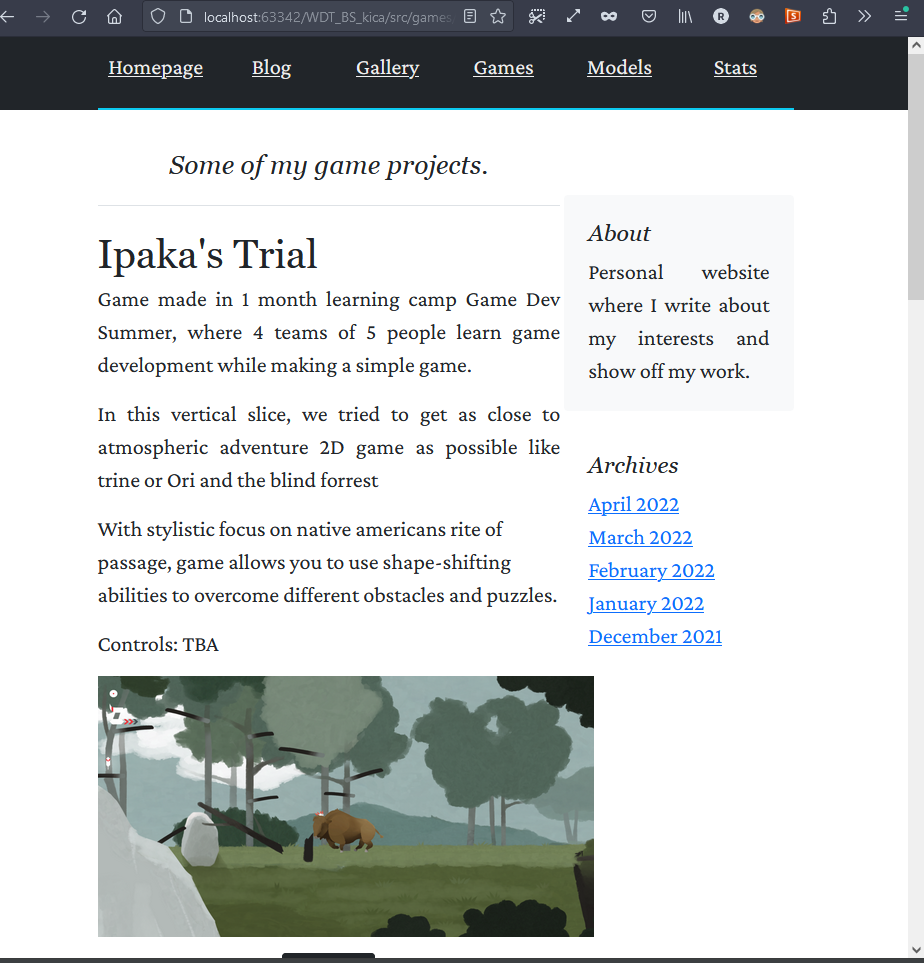 localhost:63342/WDT_BS_kica/src/games
Homepage Blog Gallery Games Models Stats
Some of my game projects.
Ipaka's Trial
Game made in 1 month learning camp Game Dev
Summer, where 4 teams of 5 people learn game
development while making a simple game.
In this vertical slice, we tried to get as close to
atmospheric adventure 2D game as possible like
trine or Ori and the blind forrest
With stylistic focus on native americans rite of
passage, game allows you to use shape-shifting
abilities to overcome different obstacles and puzzles.
Controls: TBA
About
Personal website
where I write about
my interests and
show off my work.
Archives
April 2022
March 2022
February 2022
January 2022
December 2021